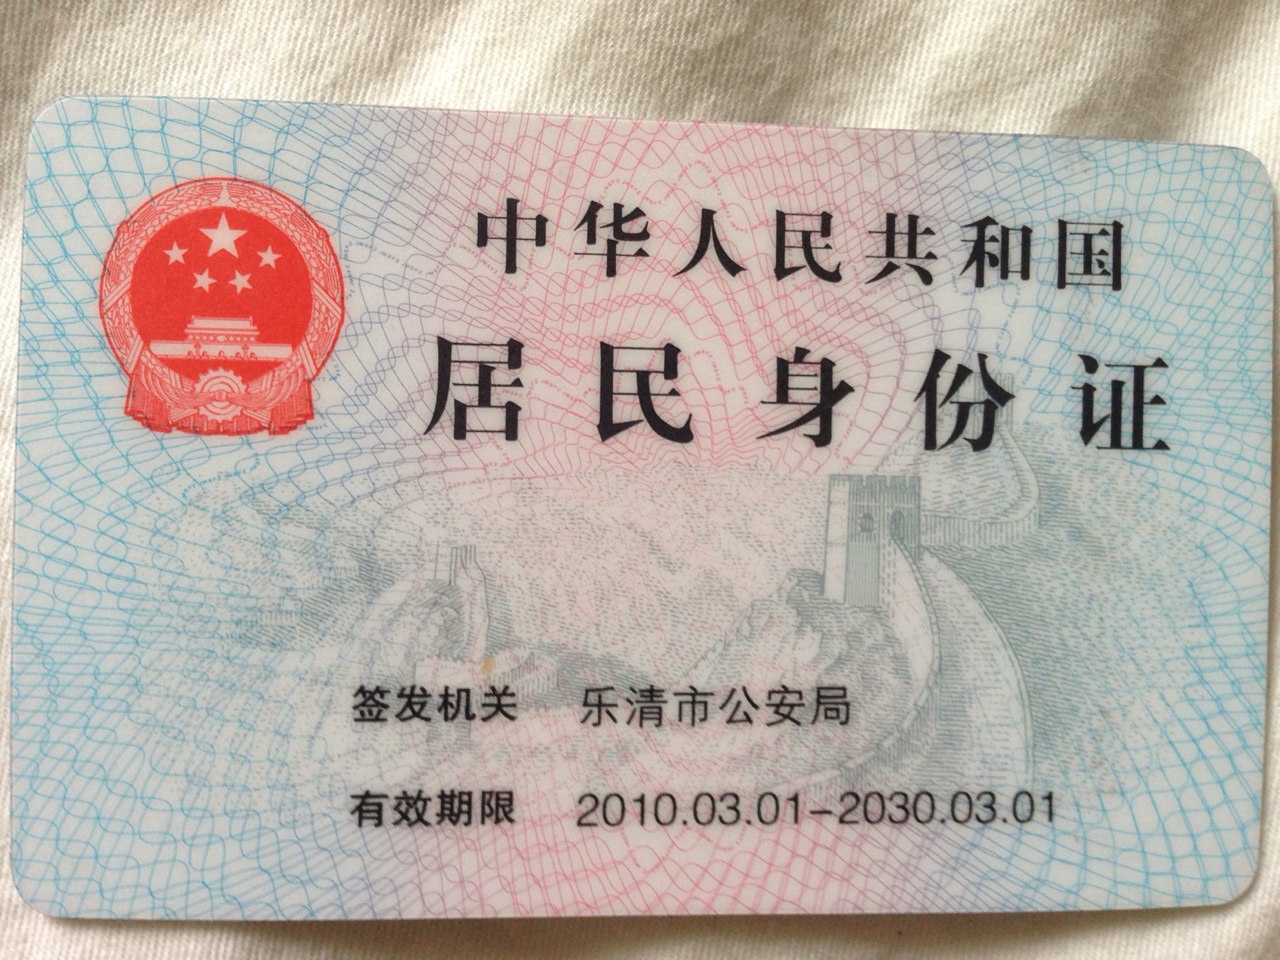 中华人民共和国
居民身份证
签发机关 乐清市公安局
有效期限 2010.03.01-2030.03.01